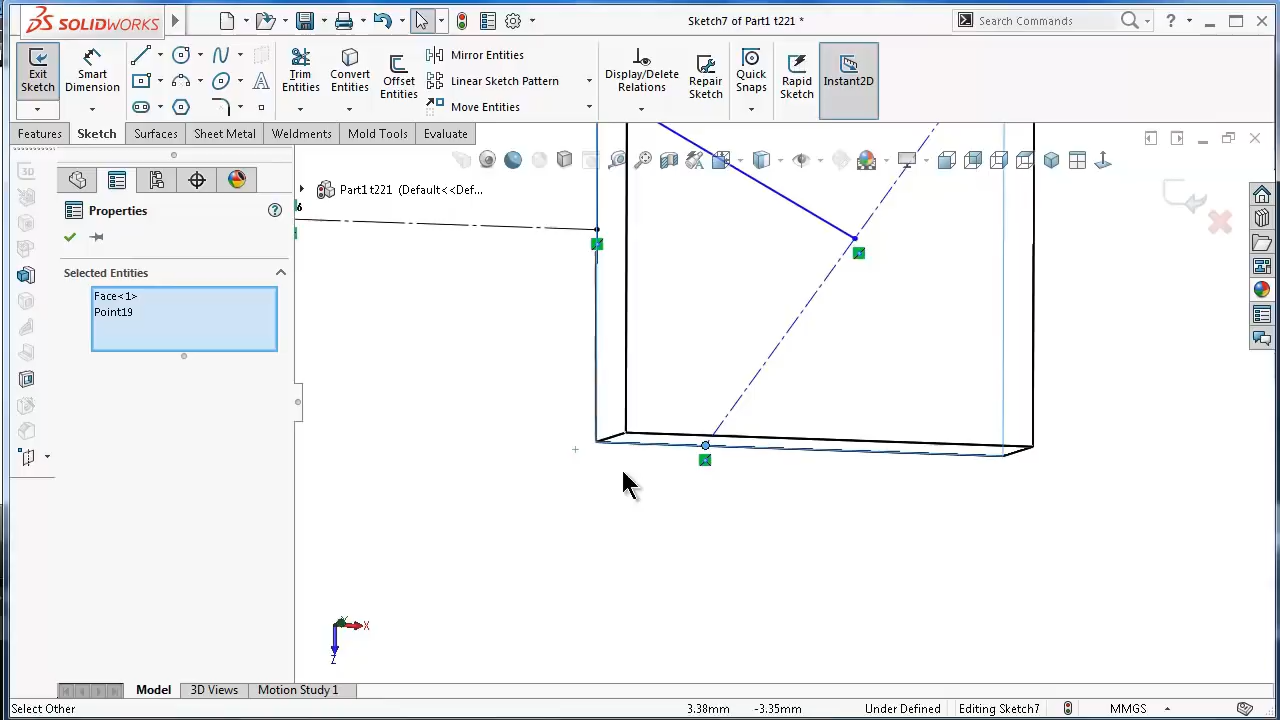 SOLIDWORKS
Sketch7 of Part1 t221 *
Search Commands
?
Exit Sketch
Smart Dimension
Trim Entities
Convert Entities
Offset Entities
Mirror Entities
Linear Sketch Pattern
Move Entities
Display/Delete Relations
Repair Sketch
Quick Snaps
Rapid Sketch
Instant2D
Features
Sketch
Surfaces
Sheet Metal
Weldments
Mold Tools
Evaluate
3D
Part1 t221 (Default<<Def...
Properties
?
6
Selected Entities
Face<1>
Point19
Y
X
Z
Model
3D Views
Motion Study 1
Select Other
3.38mm
-3.35mm
Under Defined
Editing Sketch7
MMGS